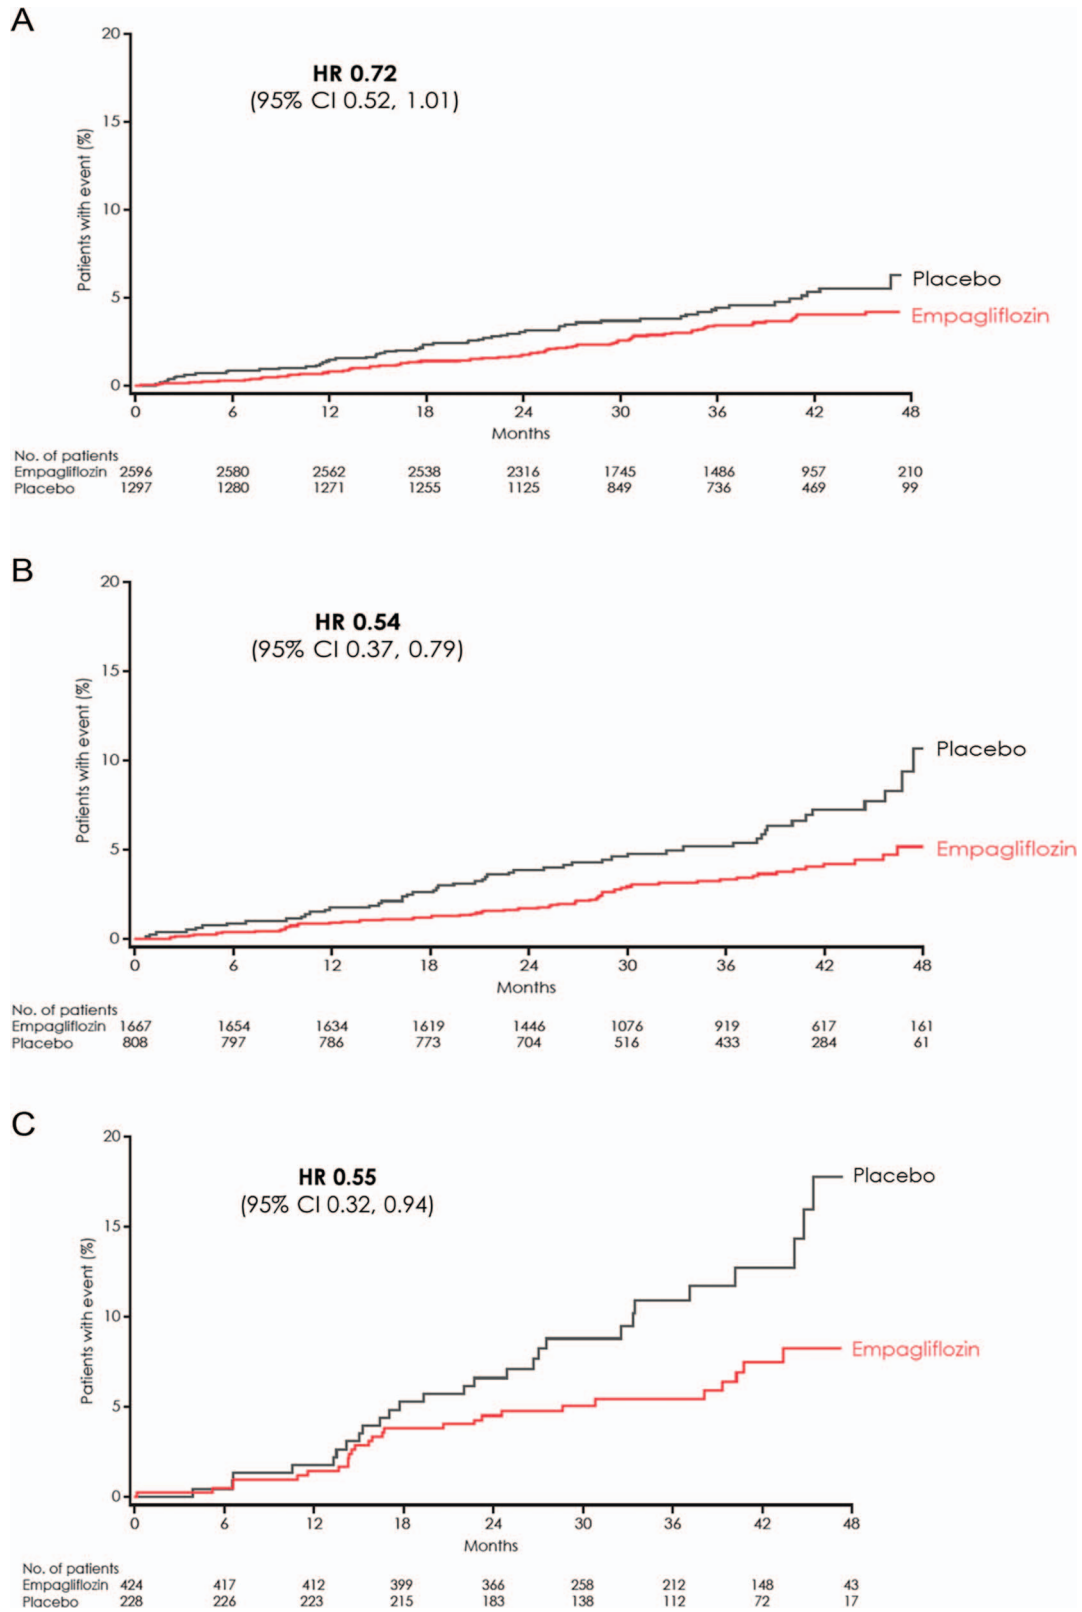 A
20
HR 0.72
(95% CI 0.52, 1.01)
15
Patients with event (%)
10
5
0
Placebo
Empagliflozin
0 6 12 18 24 30 36 42 48
Months
No. of patients
Empagliflozin 2596 2580 2562 2538 2316 1745 1486 957 210
Placebo 1297 1280 1271 1255 1125 849 736 469 99
B
20
HR 0.54
(95% CI 0.37, 0.79)
15
Patients with event (%)
10
5
0
Placebo
Empagliflozin
0 6 12 18 24 30 36 42 48
Months
No. of patients
Empagliflozin 1667 1654 1634 1619 1446 1076 919 617 161
Placebo 808 797 786 773 704 516 433 284 61
C
20
HR 0.55
(95% CI 0.32, 0.94)
15
Patients with event (%)
10
5
0
Placebo
Empagliflozin
0 6 12 18 24 30 36 42 48
Months
No. of patients
Empagliflozin 424 417 412 399 366 258 212 148 43
Placebo 228 226 223 215 183 138 112 72 17